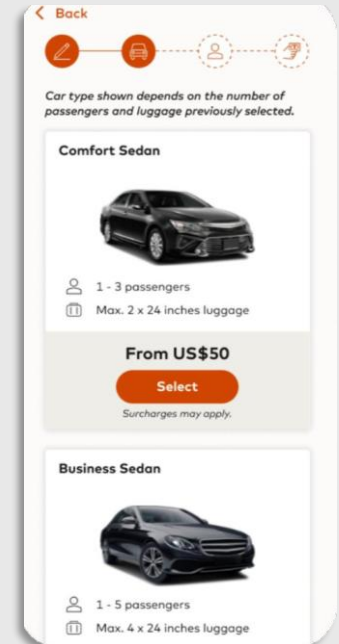 Back
Car type shown depends on the number of
passengers and luggage previously selected.
Comfort Sedan
1 - 3 passengers
Max. 2 x 24 inches luggage
From US$50
Select
Surcharges may apply.
Business Sedan
1 - 5 passengers
Max. 4 x 24 inches luggage